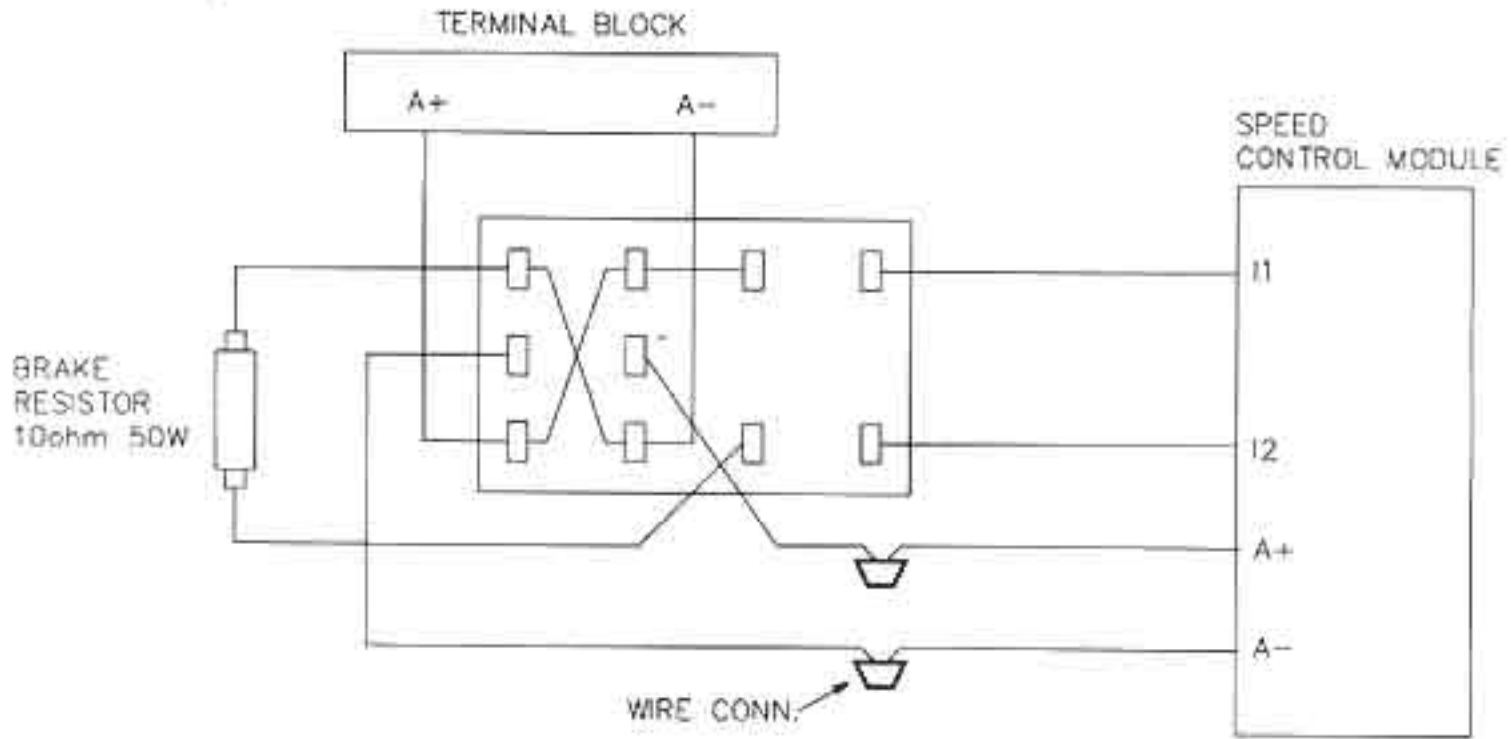 TERMINAL BLOCK
A+
A-
SPEED
CONTROL MODULE
I1
BRAKE
RESISTOR
10ohm 50W
-
I2
A+
A-
WIRE CONN.